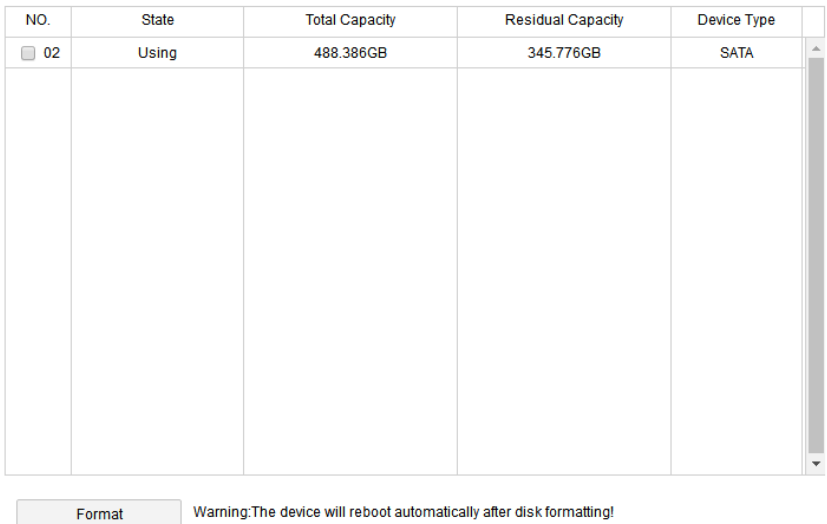 NO. State Total Capacity Residual Capacity Device Type
02 Using 488.386GB 345.776GB SATA
Format Warning:The device will reboot automatically after disk formatting!